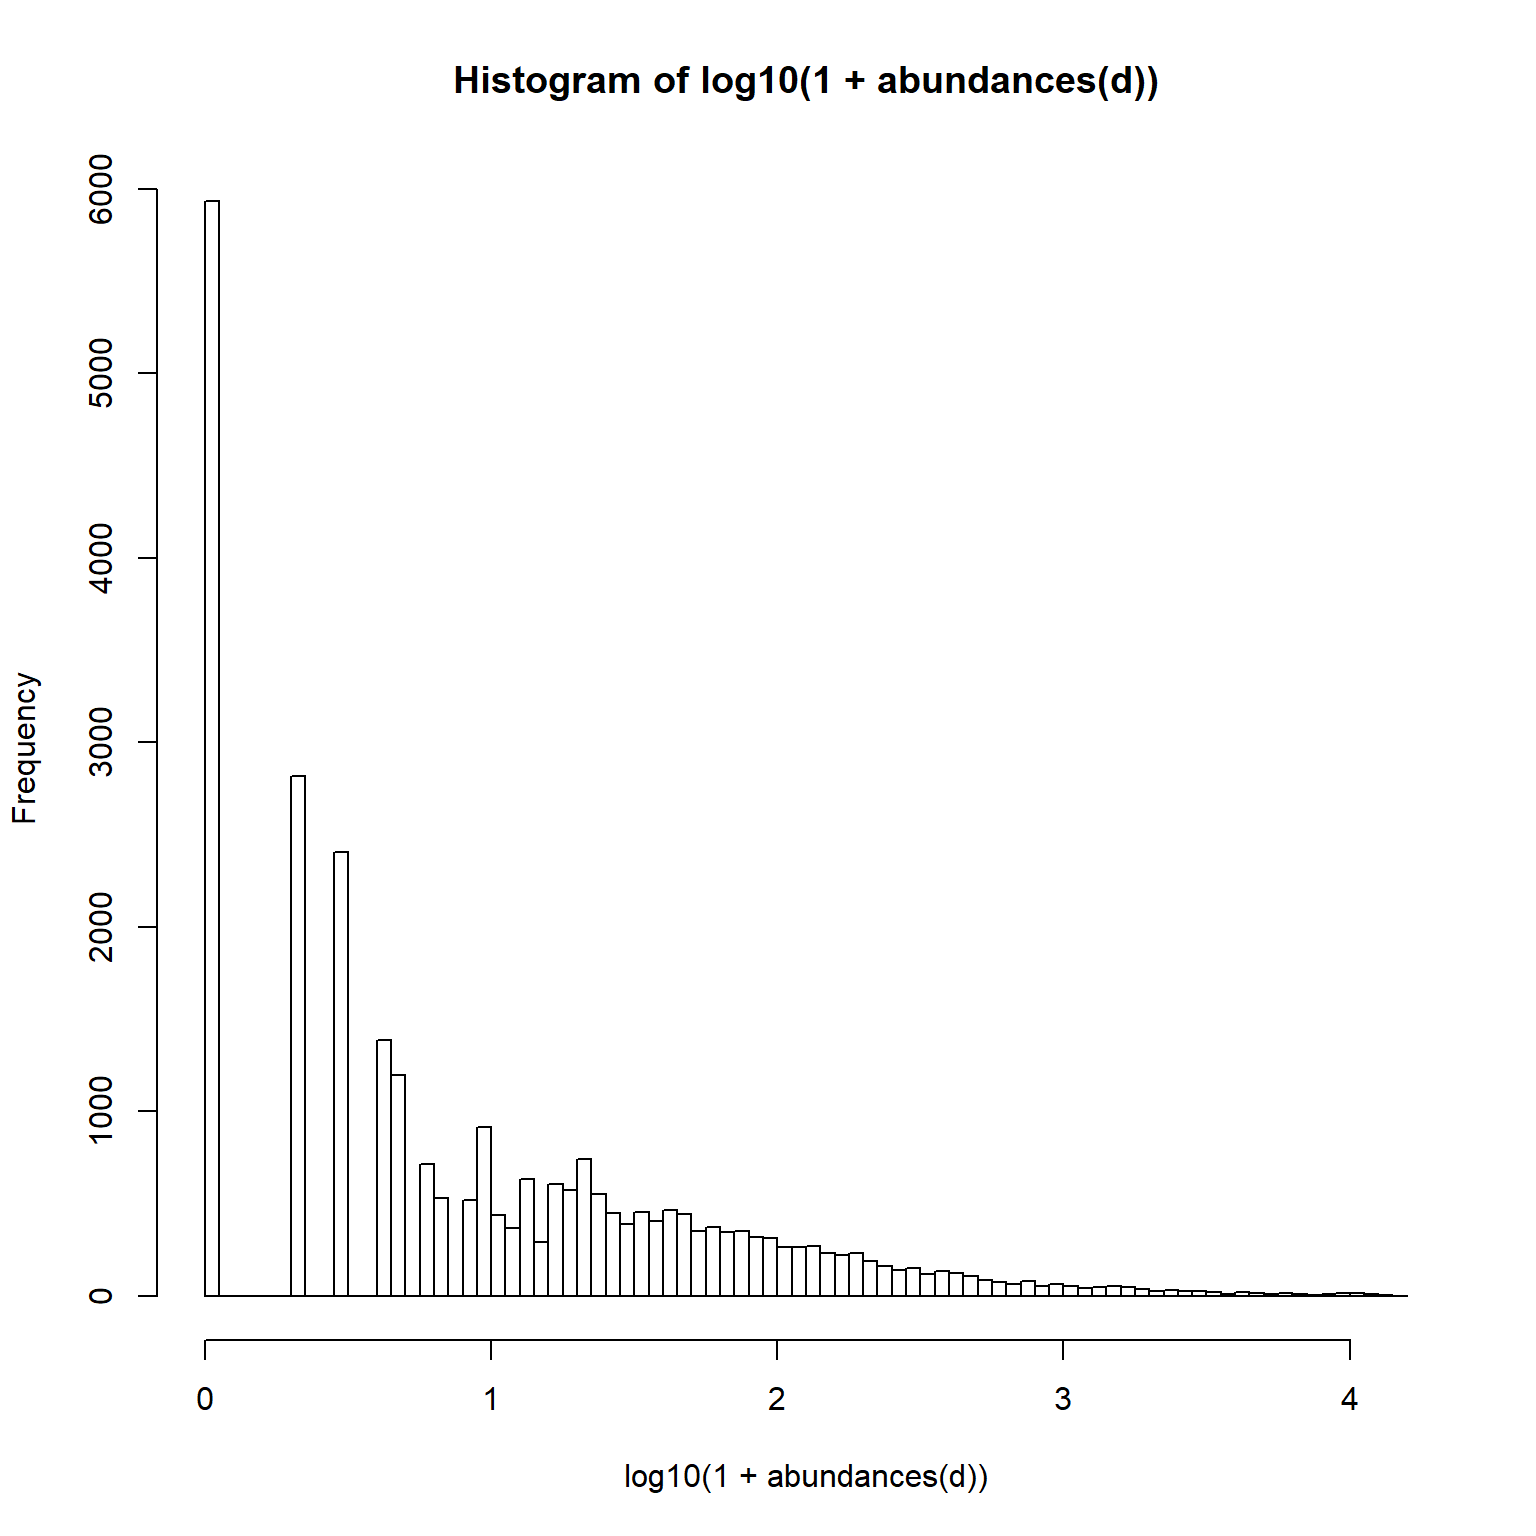 Histogram of log10(1 + abundances(d))
6000
5000
4000
3000
2000
1000
0
Frequency
0 1 2 3 4
log10(1 + abundances(d))